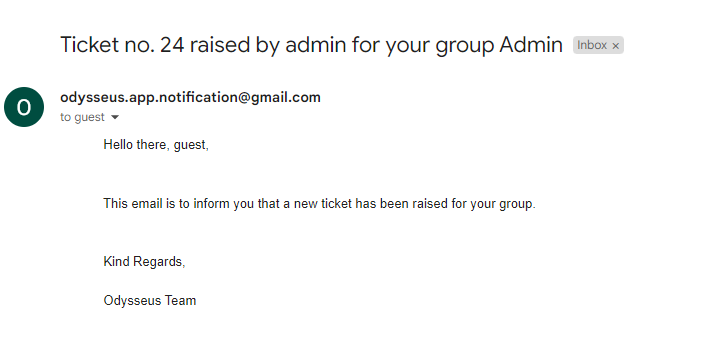 Ticket no. 24 raised by admin for your group Admin Inbox x
O
odysseus.app.notification@gmail.com
to guest
Hello there, guest,
This email is to inform you that a new ticket has been raised for your group.
Kind Regards,
Odysseus Team